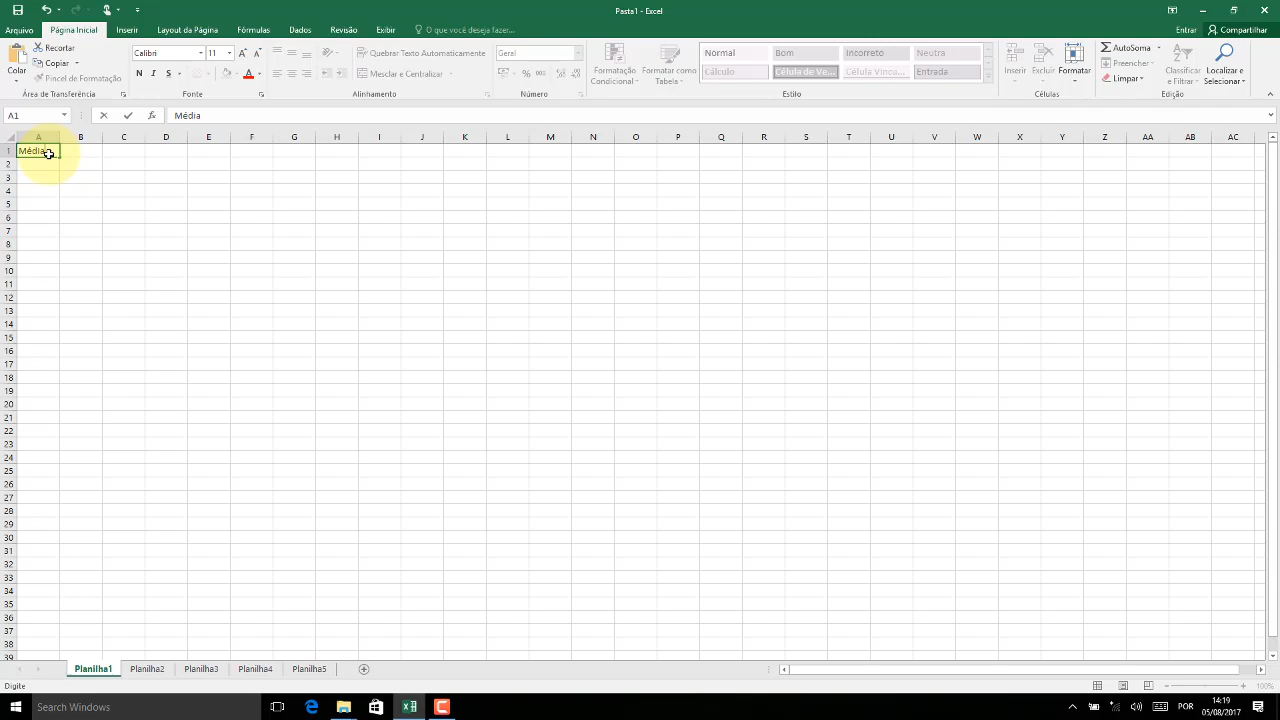 Pasta1 - Excel
Arquivo Página Inicial Inserir Layout da Página Fórmulas Dados Revisão Exibir O que você deseja fazer... Entrar Compartilhar
Colar
Recortar
Copiar
Pincel de Formatação
Área de Transferência
Calibri 11
N I S
Fonte
Quebrar Texto Automaticamente
Mesclar e Centralizar
Alinhamento
Geral
% 000
Número
Formatação Condicional
Formatar como Tabela
Normal Bom Incorreto Neutra
Cálculo Célula de Ve... Célula Vincu... Entrada
Estilo
Inserir Excluir Formatar
Células
AutoSoma
Preencher
Limpar
Classificar e Filtrar
Localizar e Selecionar
Edição
A1 fx Média
A B C D E F G H I J K L M N O P Q R S T U V W X Y Z AA AB AC
1 Média
2
3
4
5
6
7
8
9
10
11
12
13
14
15
16
17
18
19
20
21
22
23
24
25
26
27
28
29
30
31
32
33
34
35
36
37
38
39
Planilha1 Planilha2 Planilha3 Planilha4 Planilha5
Digite 100%
Search Windows
POR
14:19
05/08/2017